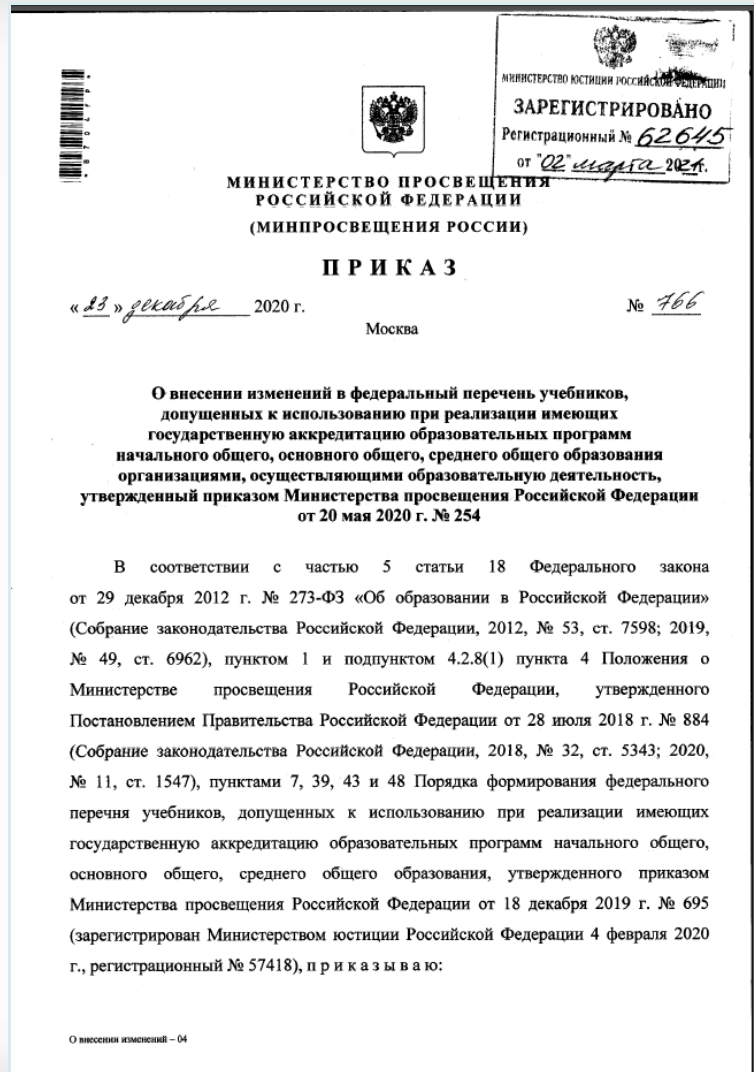 МИНИСТЕРСТВО ЮСТИЦИИ РОССИЙСКОЙ ФЕДЕРАЦИИ
ЗАРЕГИСТРИРОВАНО
Регистрационный № 62645
от "02" марта 2021г.
МИНИСТЕРСТВО ПРОСВЕЩЕНИЯ
РОССИЙСКОЙ ФЕДЕРАЦИИ
(МИНПРОСВЕЩЕНИЯ РОССИИ)
ПРИКАЗ
« 23 » декабря 2020 г. № 766
Москва
О внесении изменений в федеральный перечень учебников,
допущенных к использованию при реализации имеющих
государственную аккредитацию образовательных программ
начального общего, основного общего, среднего общего образования
организациями, осуществляющими образовательную деятельность,
утвержденный приказом Министерства просвещения Российской Федерации
от 20 мая 2020 г. № 254
В соответствии с частью 5 статьи 18 Федерального закона
от 29 декабря 2012 г. № 273-ФЗ «Об образовании в Российской Федерации»
(Собрание законодательства Российской Федерации, 2012, № 53, ст. 7598; 2019,
№ 49, ст. 6962), пунктом 1 и подпунктом 4.2.8(1) пункта 4 Положения о
Министерстве просвещения Российской Федерации, утвержденного
Постановлением Правительства Российской Федерации от 28 июля 2018 г. № 884
(Собрание законодательства Российской Федерации, 2018, № 32, ст. 5343; 2020,
№ 11, ст. 1547), пунктами 7, 39, 43 и 48 Порядка формирования федерального
перечня учебников, допущенных к использованию при реализации имеющих
государственную аккредитацию образовательных программ начального общего,
основного общего, среднего общего образования, утвержденного приказом
Министерства просвещения Российской Федерации от 18 декабря 2019 г. № 695
(зарегистрирован Министерством юстиции Российской Федерации 4 февраля 2020
г., регистрационный № 57418), п р и к а з ы в а ю:
О внесении изменений – 04